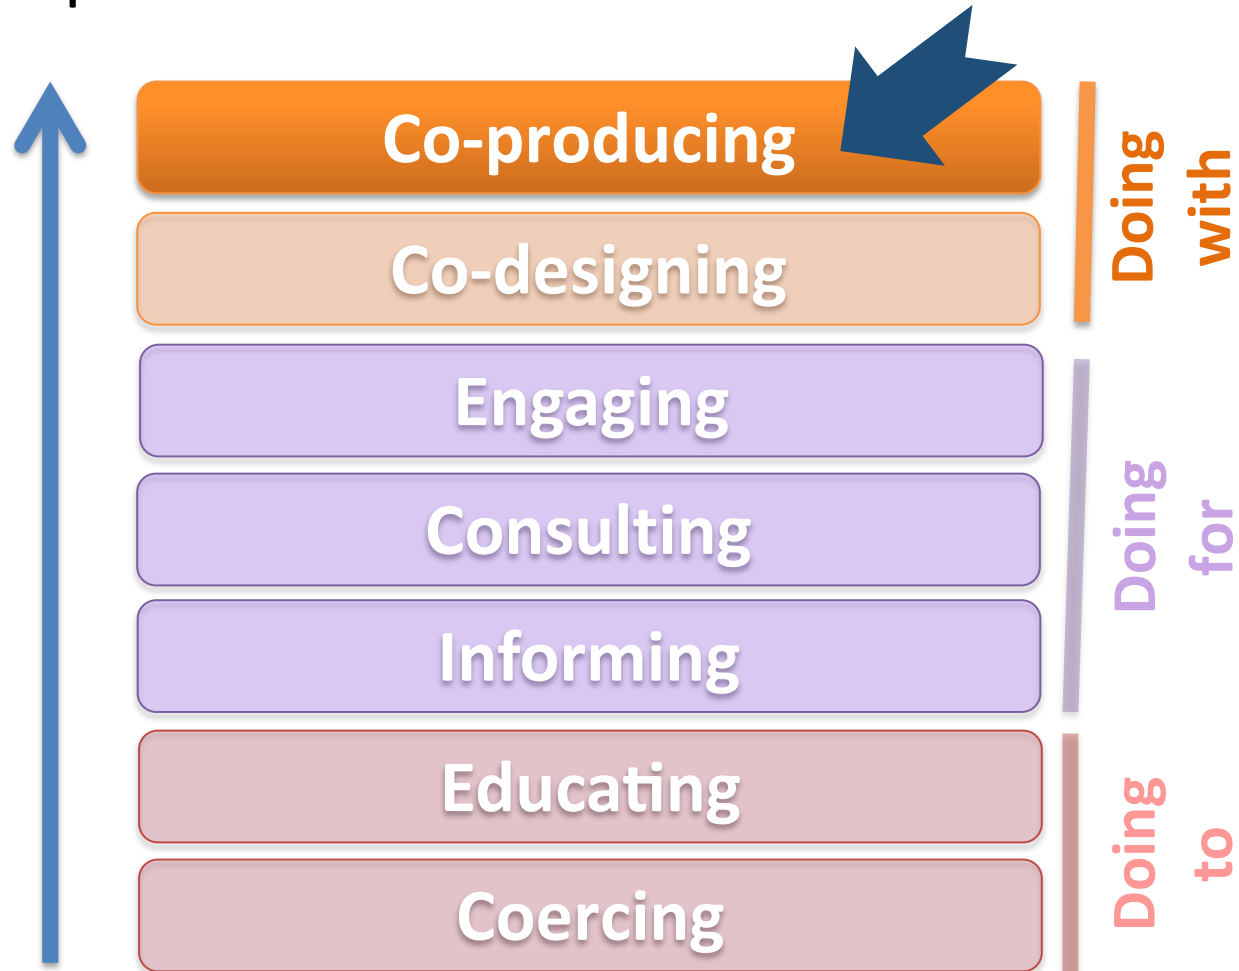 Co-producing
Co-designing
Engaging
Consulting
Informing
Educating
Coercing
Doing
with
Doing
for
Doing
to